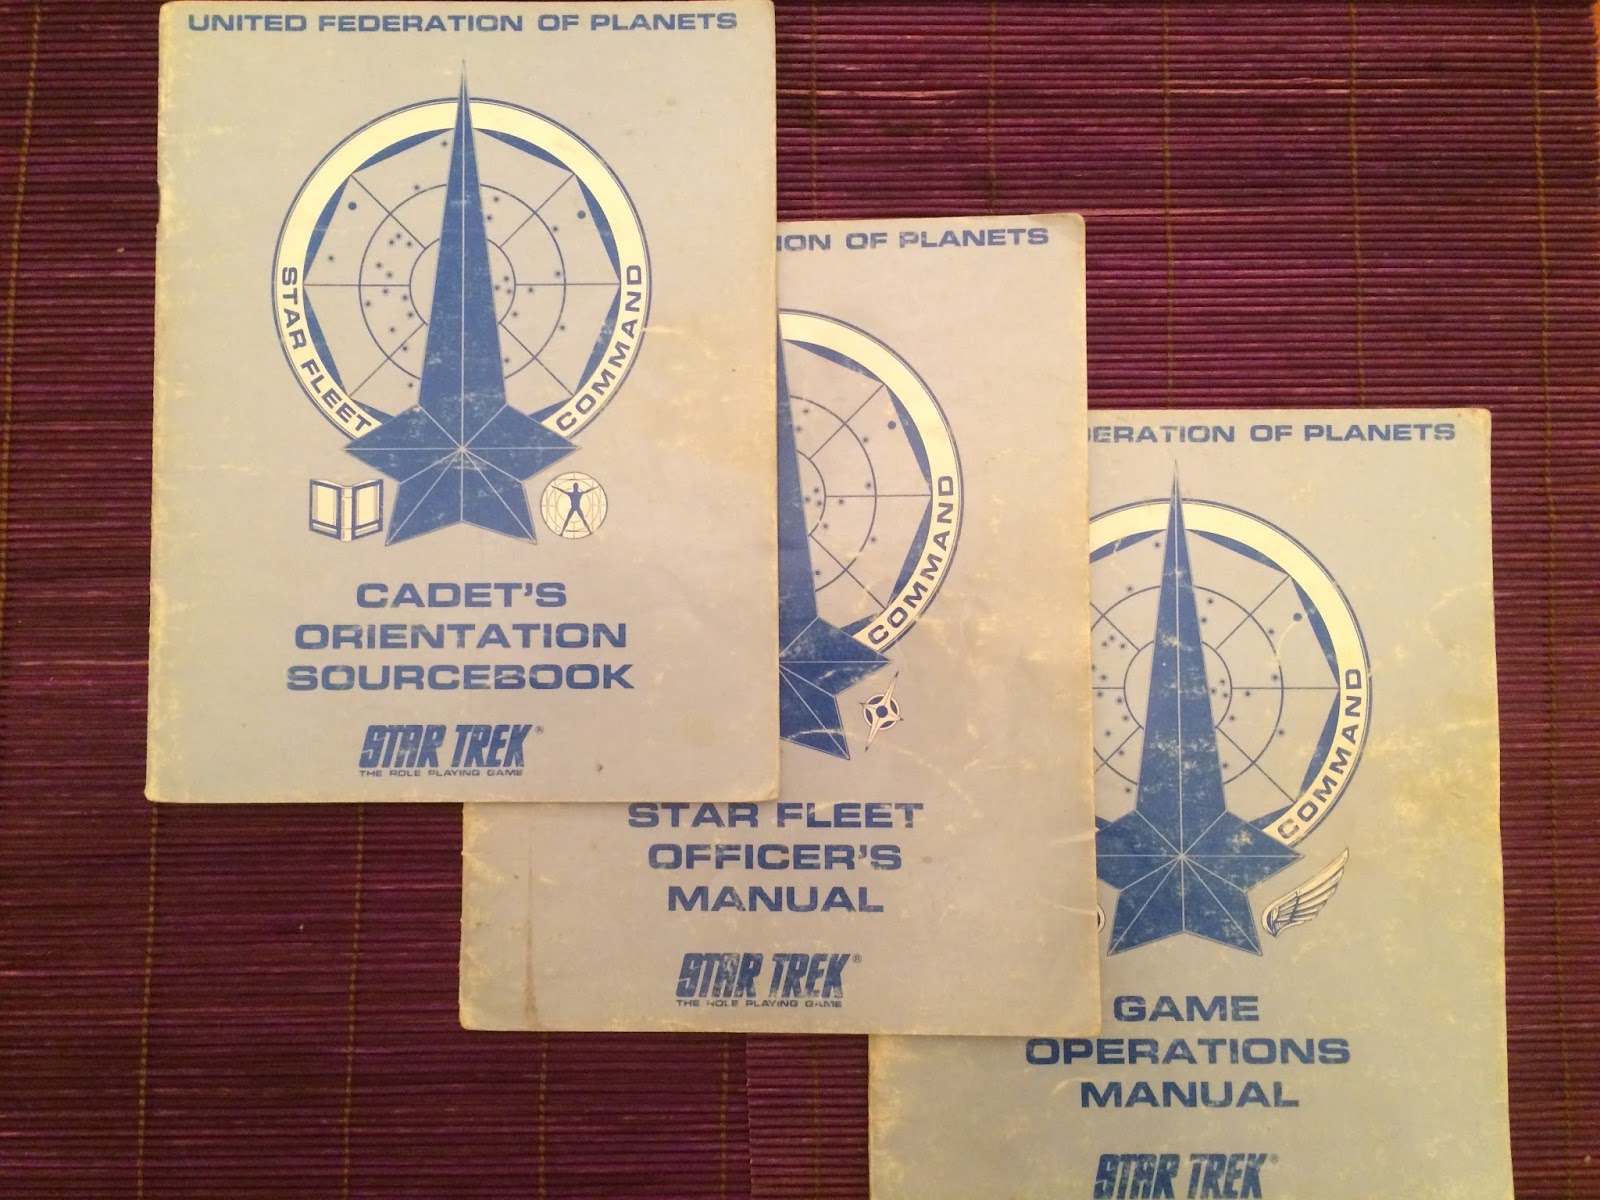 UNITED FEDERATION OF PLANETS
STAR FLEET COMMAND
CADET'S
ORIENTATION
SOURCEBOOK
STAR TREK®
THE ROLE PLAYING GAME
ION OF PLANETS
COMMAND
STAR FLEET
OFFICER'S
MANUAL
STAR TREK®
THE ROLE PLAYING GAME
DERATION OF PLANETS
COMMAND
GAME
OPERATIONS
MANUAL
STAR TREK®